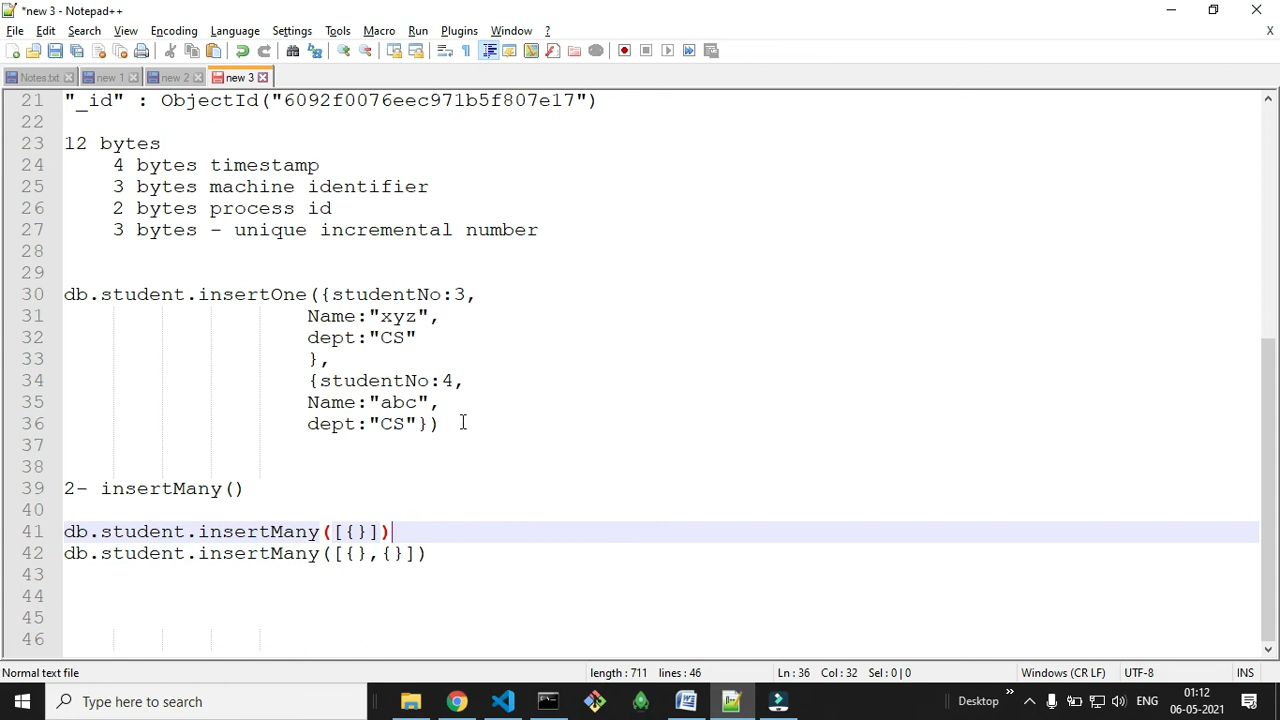 *new 3 - Notepad++
File Edit Search View Encoding Language Settings Tools Macro Run Plugins Window ? X
Notes.txt new 1 new 2 new 3
21 "_id" : ObjectId("6092f0076eec971b5f807e17")
22
23 12 bytes
24 4 bytes timestamp
25 3 bytes machine identifier
26 2 bytes process id
27 3 bytes - unique incremental number
28
29
30 db.student.insertOne({studentNo:3,
31 Name:"xyz",
32 dept:"CS"
33 },
34 {studentNo:4,
35 Name:"abc",
36 dept:"CS"})
37
38
39 2- insertMany()
40
41 db.student.insertMany([{}])
42 db.student.insertMany([{},{}])
43
44
45
46
Normal text file length : 711 lines : 46 Ln : 36 Col : 32 Sel : 0 | 0 Windows (CR LF) UTF-8 INS
Type here to search Desktop » ENG 01:12
06-05-2021